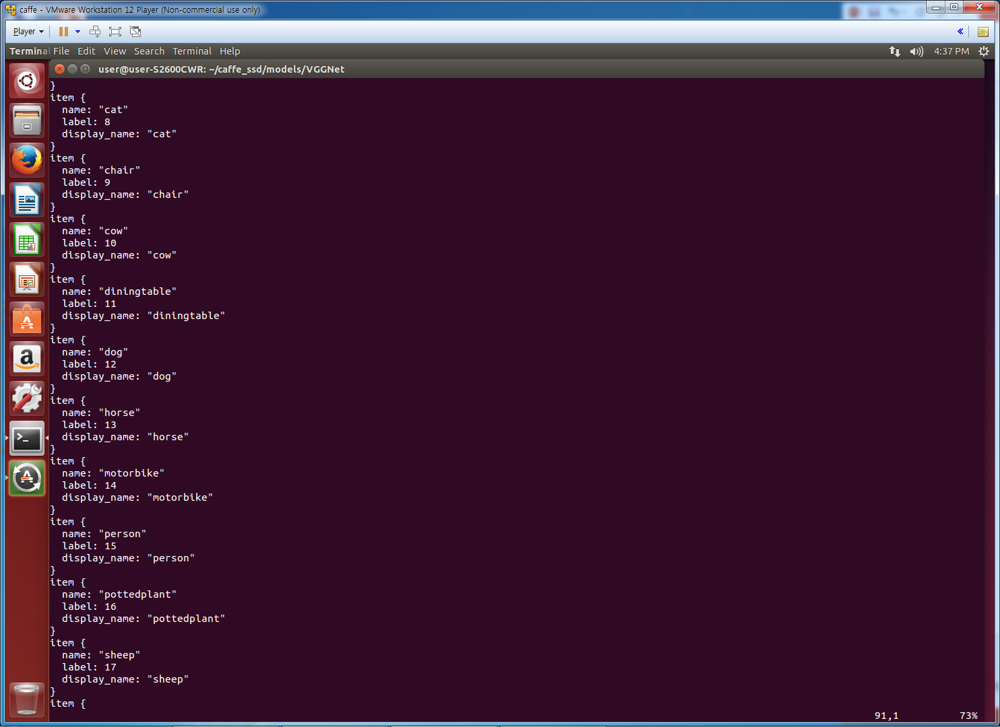 caffe - VMware Workstation 12 Player (Non-commercial use only)
Player
Terminal File Edit View Search Terminal Help 4:37 PM
user@user-S2600CWR: ~/caffe_ssd/models/VGGNet
}
item {
  name: "cat"
  label: 8
  display_name: "cat"
}
item {
  name: "chair"
  label: 9
  display_name: "chair"
}
item {
  name: "cow"
  label: 10
  display_name: "cow"
}
item {
  name: "diningtable"
  label: 11
  display_name: "diningtable"
}
item {
  name: "dog"
  label: 12
  display_name: "dog"
}
item {
  name: "horse"
  label: 13
  display_name: "horse"
}
item {
  name: "motorbike"
  label: 14
  display_name: "motorbike"
}
item {
  name: "person"
  label: 15
  display_name: "person"
}
item {
  name: "pottedplant"
  label: 16
  display_name: "pottedplant"
}
item {
  name: "sheep"
  label: 17
  display_name: "sheep"
}
item {
91,1 73%